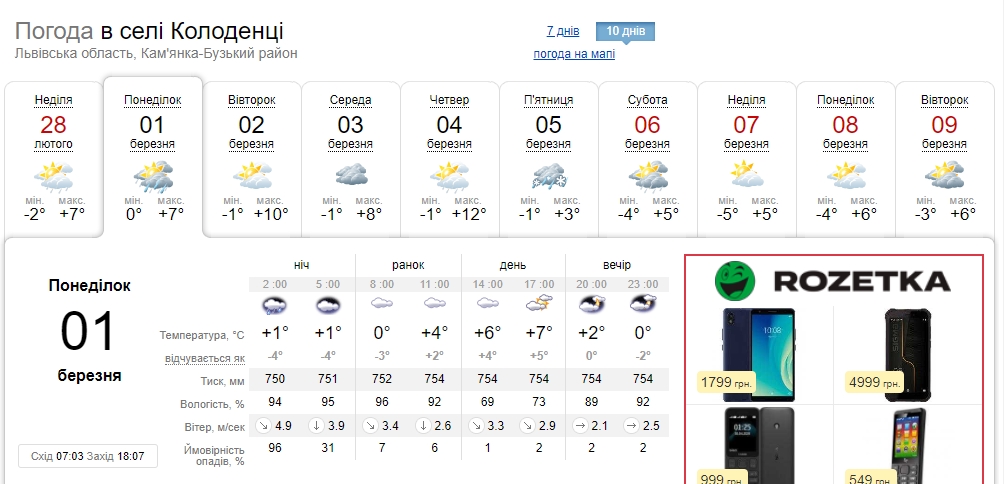 Погода в селі Колоденці
Львівська область, Кам'янка-Бузький район
7 днів 10 днів
погода на мапі
Неділя Понеділок Вівторок Середа Четвер П'ятниця Субота Неділя Понеділок Вівторок
28 01 02 03 04 05 06 07 08 09
лютого березня березня березня березня березня березня березня березня березня
мін. макс. мін. макс. мін. макс. мін. макс. мін. макс. мін. макс. мін. макс. мін. макс. мін. макс. мін. макс.
-2° +7° 0° +7° -1° +10° -1° +8° -1° +12° -1° +3° -4° +5° -5° +5° -4° +6° -3° +6°
Понеділок
01
березня
Схід 07:03 Захід 18:07
ніч ранок день вечір
2 :00 5 :00 8 :00 11 :00 14 :00 17 :00 20 :00 23 :00
Температура, °C +1° +1° 0° +4° +6° +7° +2° 0°
відчувається як -4° -4° -3° +2° +4° +5° 0° -2°
Тиск, мм 750 751 752 754 754 754 754 754
Вологість, % 94 95 96 92 69 73 89 92
Вітер, м/сек 4.9 3.9 3.4 2.6 3.3 2.9 2.1 2.5
Ймовірність
опадів, % 96 31 7 6 1 2 2 2
ROZETKA
1799 грн. 4999 грн.
999 грн. 549 грн.